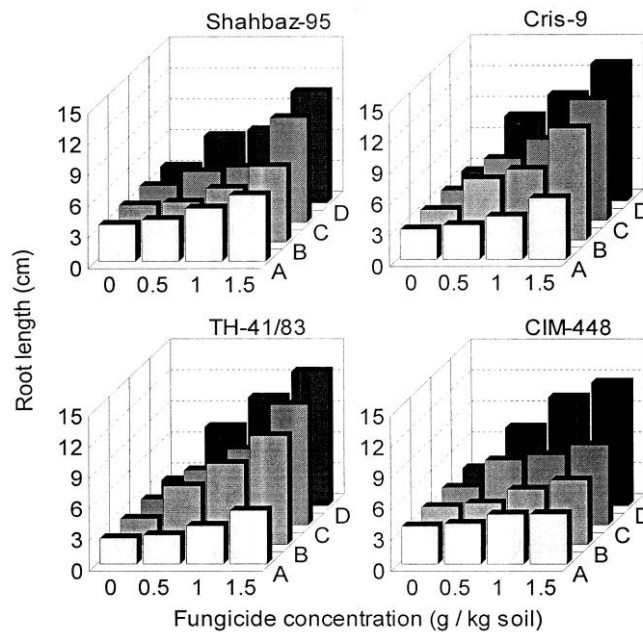 Shahbaz-95
Cris-9
15
12
9
6
3
0
0 0.5 1 1.5
A
B
C
D
15
12
9
6
3
0
0 0.5 1 1.5
A
B
C
D
TH-41/83
CIM-448
15
12
9
6
3
0
0 0.5 1 1.5
A
B
C
D
15
12
9
6
3
0
0 0.5 1 1.5
A
B
C
D
Root length (cm)
Fungicide concentration (g / kg soil)